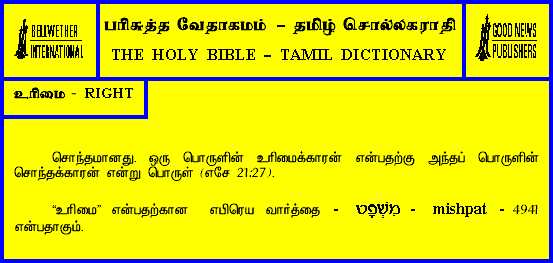 BELLWETHER
INTERNATIONAL
பரிசுத்த வேதாகமம் – தமிழ் சொல்லகராதி
THE HOLY BIBLE – TAMIL DICTIONARY
GOOD NEWS
PUBLISHERS
உரிமை - RIGHT
சொந்தமானது. ஒரு பொருளின் உரிமைக்காரன் என்பதற்கு அந்தப் பொருளின்
சொந்தக்காரன் என்று பொருள் (எசே 21:27).
“உரிமை” என்பதற்கான எபிரெய வார்த்தை - מִשְׁפָּט - mishpat - 4941
என்பதாகும்.